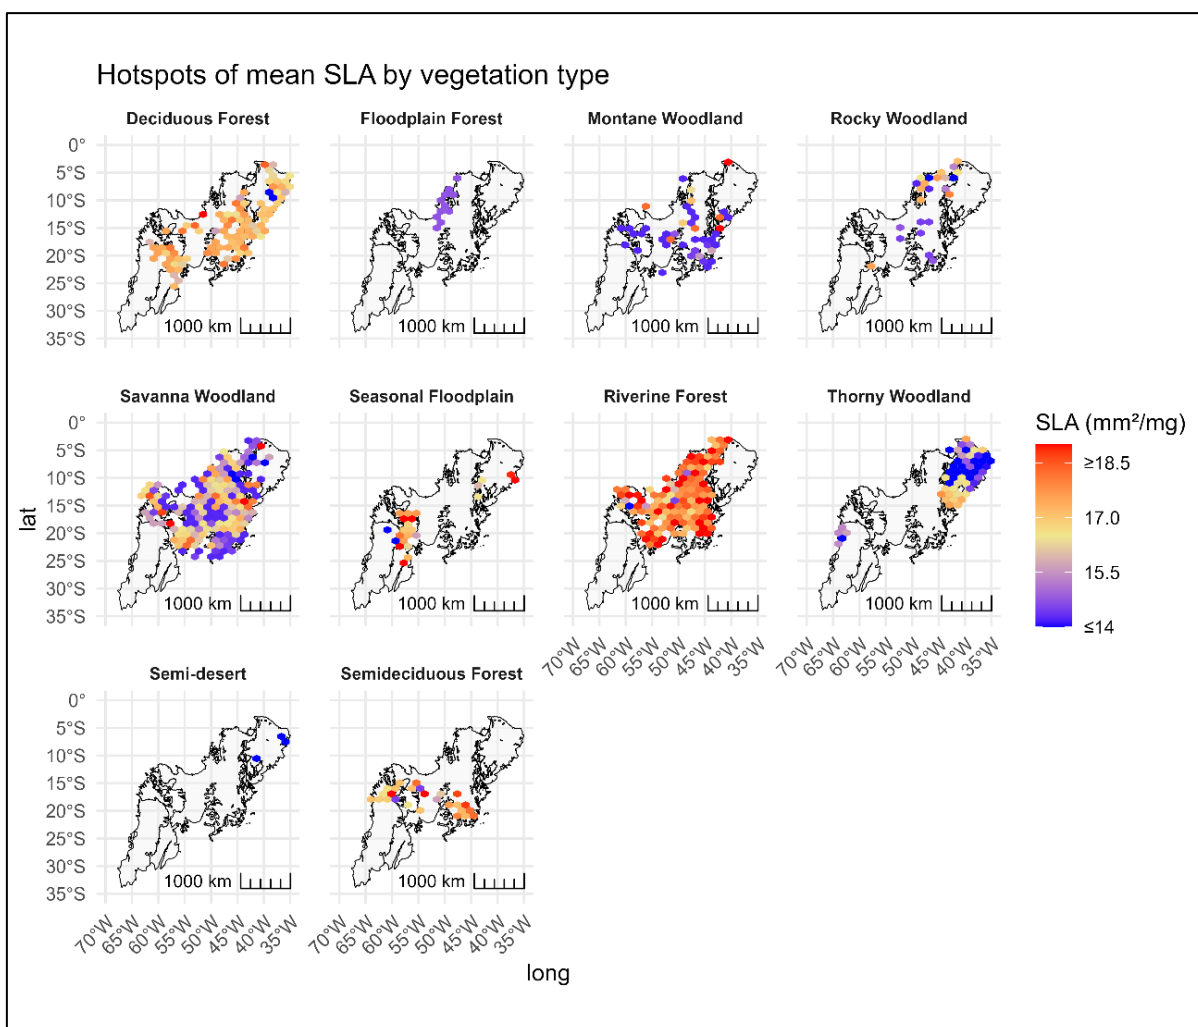 Hotspots of mean SLA by vegetation type
Deciduous Forest
Floodplain Forest
Montane Woodland
Rocky Woodland
0°
5°S
10°S
15°S
20°S
25°S
30°S
35°S
1000 km
1000 km
1000 km
1000 km
Savanna Woodland
Seasonal Floodplain
Riverine Forest
Thorny Woodland
0°
5°S
10°S
15°S
20°S
25°S
30°S
35°S
1000 km
1000 km
1000 km
1000 km
70°W 65°W 60°W 55°W 50°W 45°W 40°W 35°W
70°W 65°W 60°W 55°W 50°W 45°W 40°W 35°W
SLA (mm²/mg)
≥18.5
17.0
15.5
≤14
lat
Semi-desert
Semideciduous Forest
0°
5°S
10°S
15°S
20°S
25°S
30°S
35°S
1000 km
1000 km
70°W 65°W 60°W 55°W 50°W 45°W 40°W 35°W
70°W 65°W 60°W 55°W 50°W 45°W 40°W 35°W
long